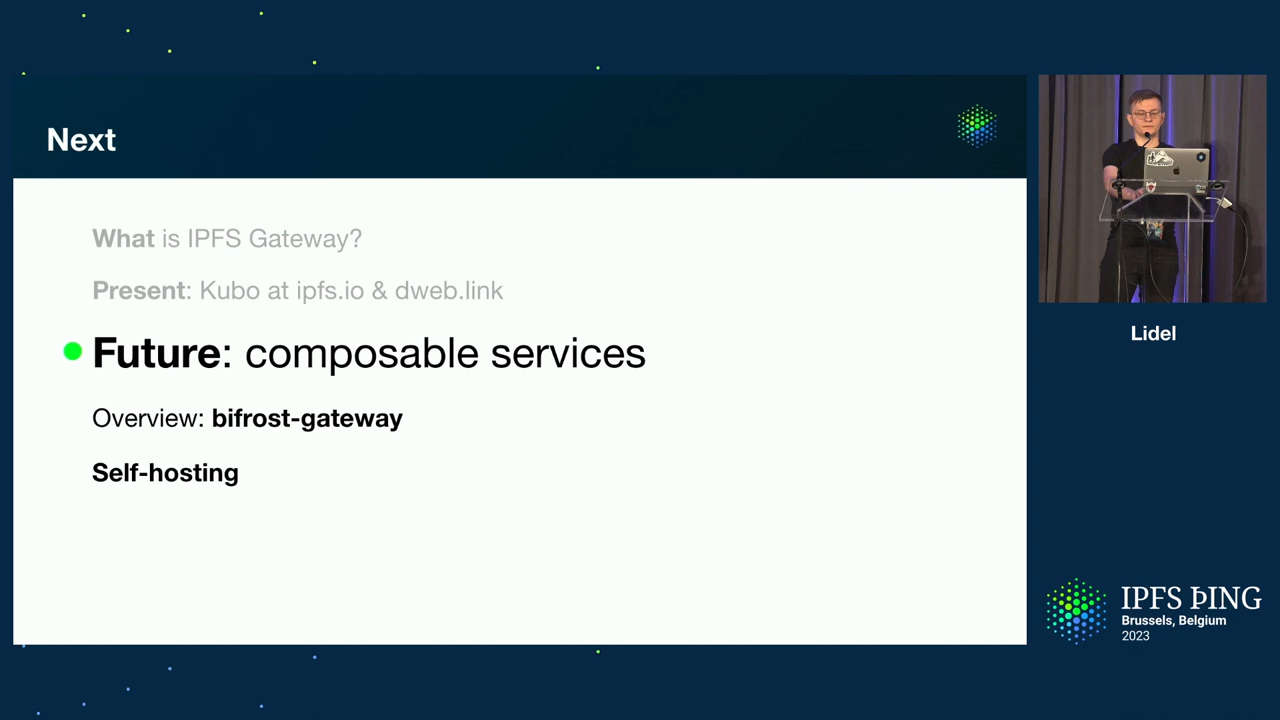 Next
What is IPFS Gateway?
Present: Kubo at ipfs.io & dweb.link
Future: composable services
Overview: bifrost-gateway
Self-hosting
Lidel
IPFS ÞING
Brussels, Belgium
2023